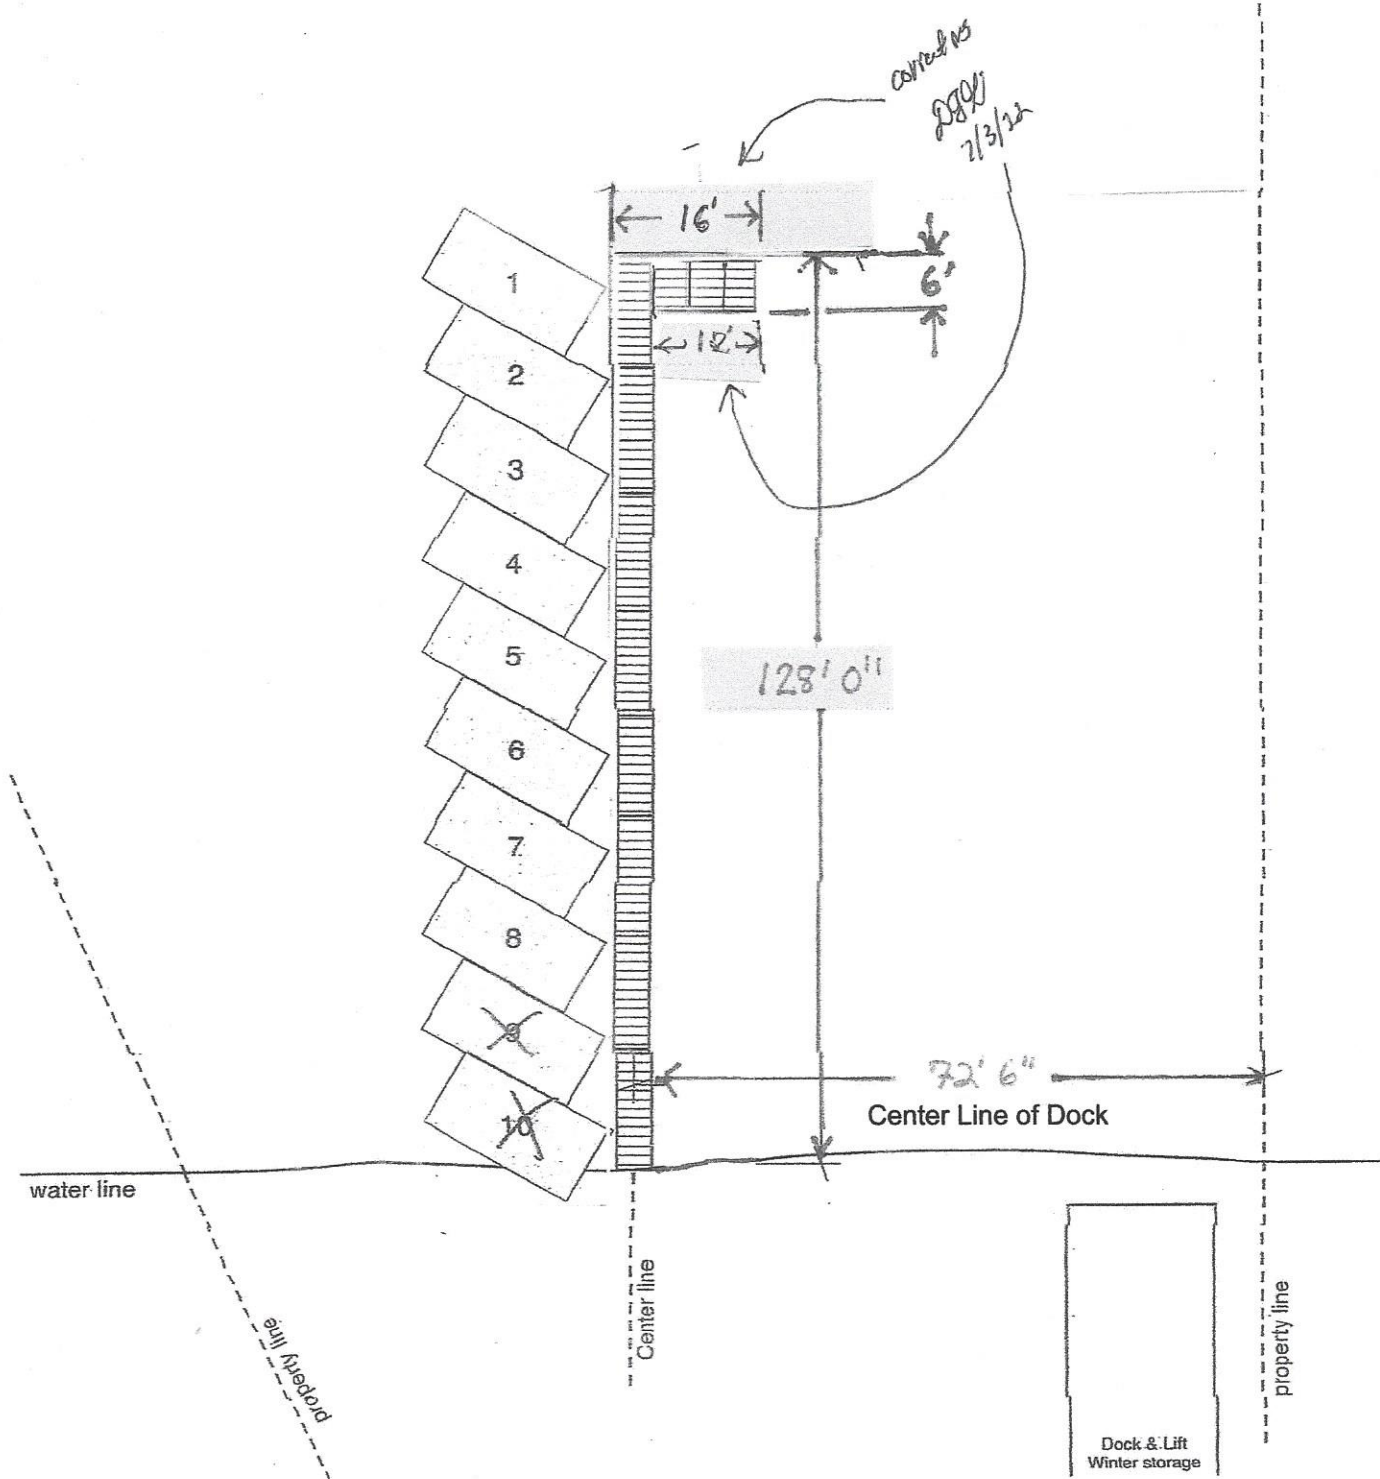 7/3/22
16'
1
6'
12'
2
3
4
5
128' 0"
6
7
8
9
72' 6"
Center Line of Dock
10
water line
Center line
property line
property line
Dock & Lift
Winter storage